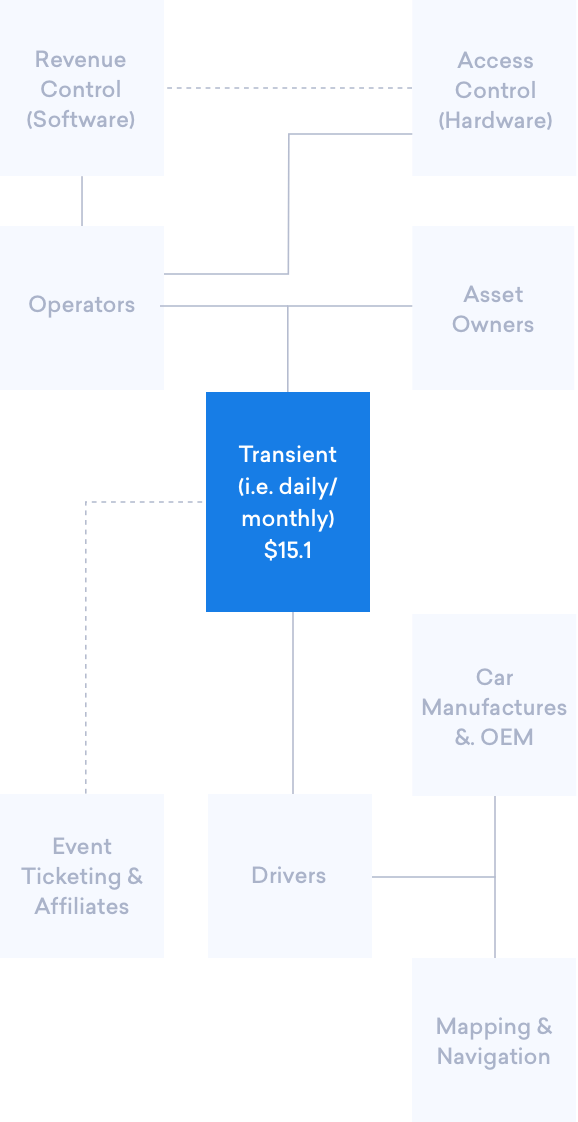 Revenue
Control
(Software)
Access
Control
(Hardware)
Operators
Asset
Owners
Transient
(i.e. daily/
monthly)
$15.1
Car
Manufactures
&. OEM
Event
Ticketing &
Affiliates
Drivers
Mapping &
Navigation